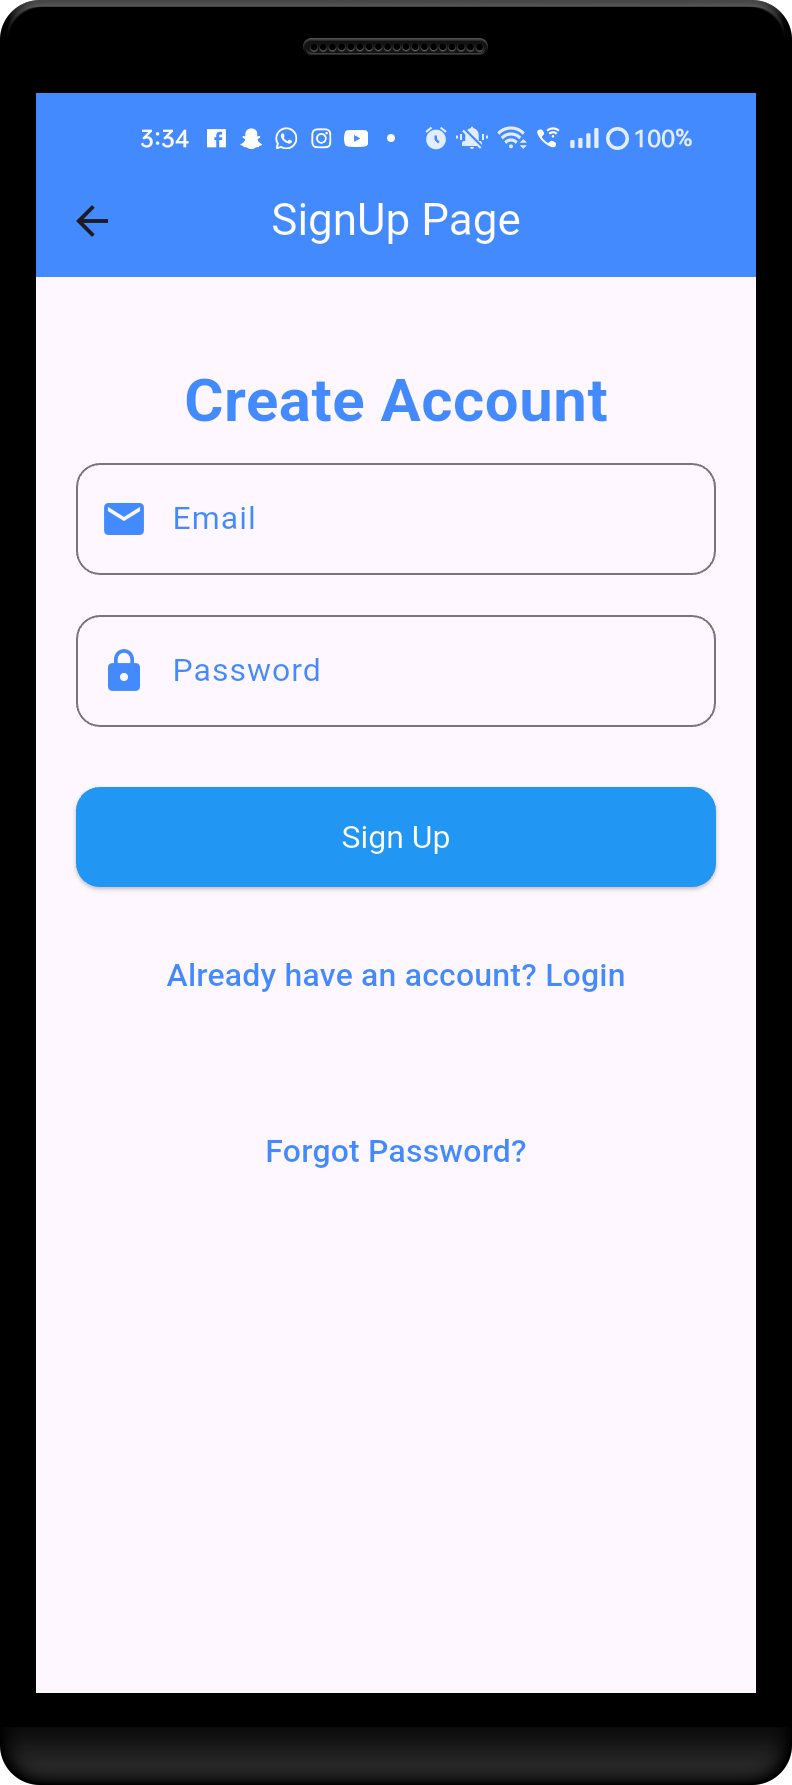 3:34 100%
SignUp Page
Create Account
Email
Password
Sign Up
Already have an account? Login
Forgot Password?